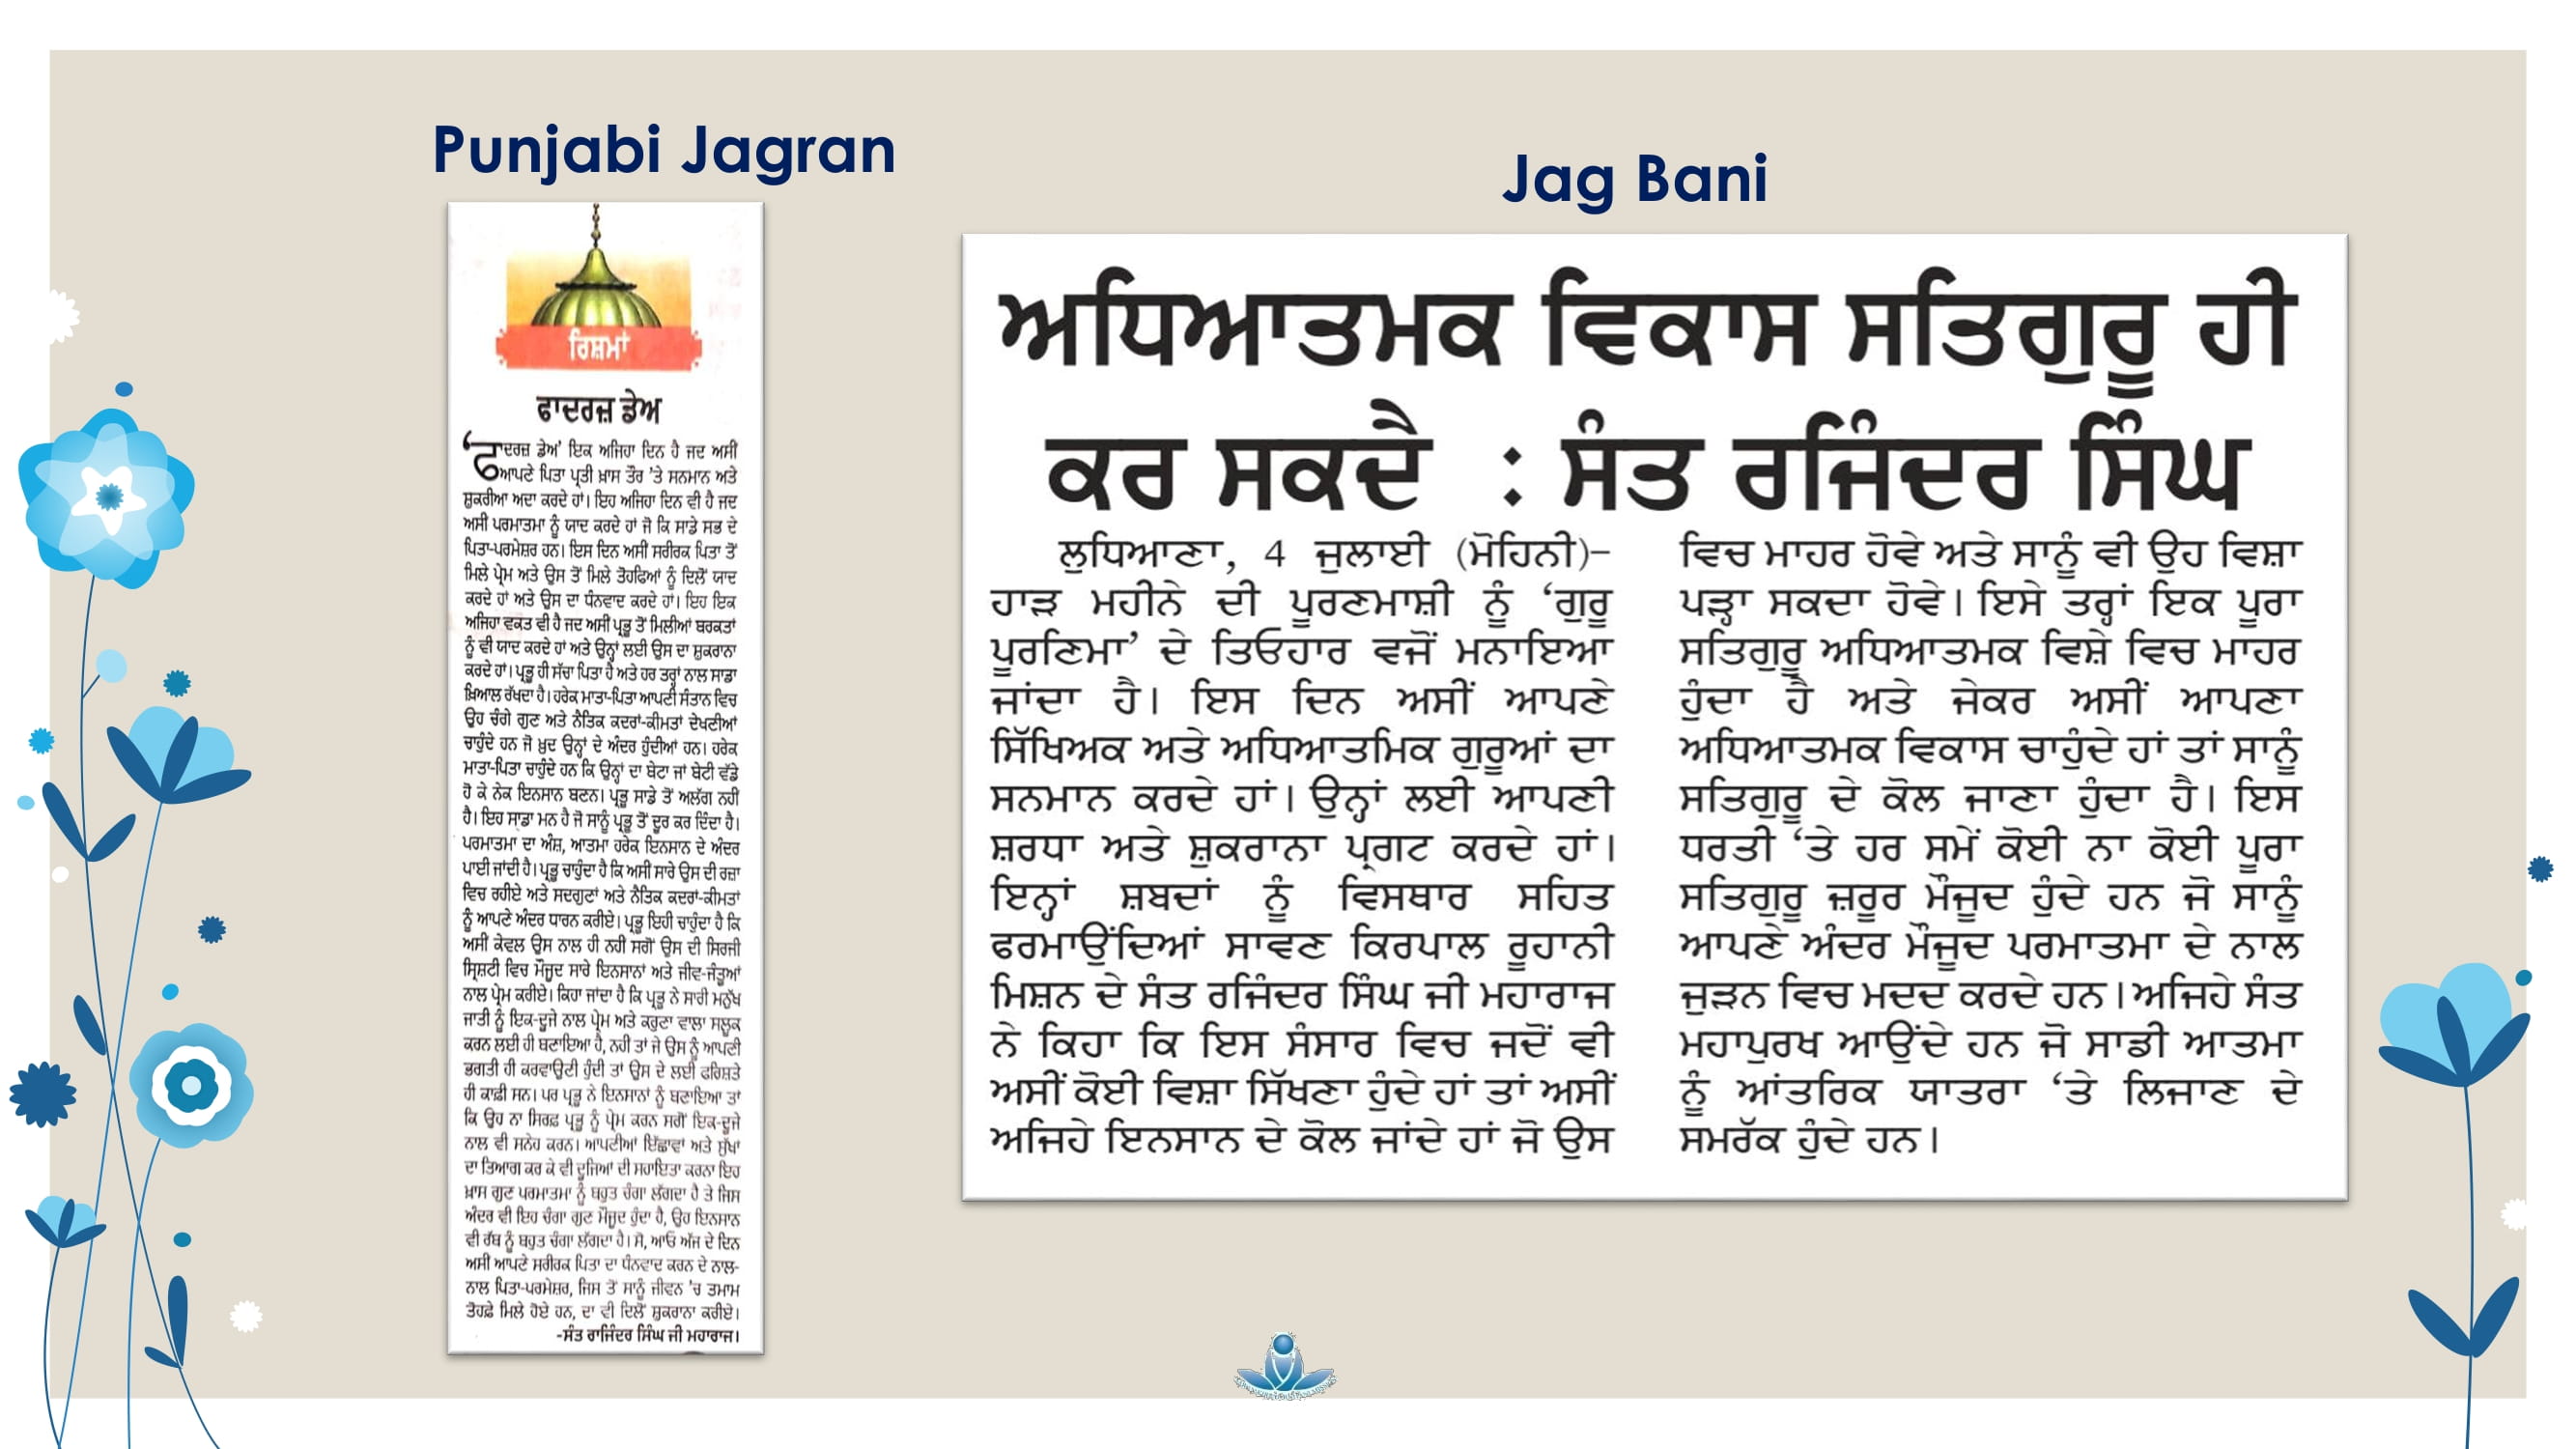 Punjabi Jagran
ਰਿਸ਼ਮਾਂ
ਫਾਦਰਜ਼ ਡੇਅ
‘ਫਾਦਰਜ਼ ਡੇਅ’ ਇਕ ਅਜਿਹਾ ਦਿਨ ਹੈ ਜਦ ਅਸੀਂ
ਆਪਣੇ ਪਿਤਾ ਪ੍ਰਤੀ ਖ਼ਾਸ ਤੌਰ ’ਤੇ ਸਨਮਾਨ ਅਤੇ
ਸ਼ੁਕਰੀਆ ਅਦਾ ਕਰਦੇ ਹਾਂ। ਇਹ ਅਜਿਹਾ ਦਿਨ ਵੀ ਹੈ ਜਦ
ਅਸੀਂ ਪਰਮਾਤਮਾ ਨੂੰ ਯਾਦ ਕਰਦੇ ਹਾਂ ਜੋ ਕਿ ਸਾਡੇ ਸਭ ਦੇ
ਪਿਤਾ-ਪਰਮੇਸ਼ਰ ਹਨ। ਇਸ ਦਿਨ ਅਸੀਂ ਸਰੀਰਕ ਪਿਤਾ ਤੋਂ
ਮਿਲੇ ਪ੍ਰੇਮ ਅਤੇ ਉਸ ਤੋਂ ਮਿਲੇ ਤੋਹਫਿਆਂ ਨੂੰ ਦਿਲੋਂ ਯਾਦ
ਕਰਦੇ ਹਾਂ ਅਤੇ ਉਸ ਦਾ ਧੰਨਵਾਦ ਕਰਦੇ ਹਾਂ। ਇਹ ਇਕ
ਅਜਿਹਾ ਵਕਤ ਵੀ ਹੈ ਜਦ ਅਸੀਂ ਪ੍ਰਭੂ ਤੋਂ ਮਿਲੀਆਂ ਬਰਕਤਾਂ
ਨੂੰ ਵੀ ਯਾਦ ਕਰਦੇ ਹਾਂ ਅਤੇ ਉਨ੍ਹਾਂ ਲਈ ਉਸ ਦਾ ਸ਼ੁਕਰਾਨਾ
ਕਰਦੇ ਹਾਂ। ਪ੍ਰਭੂ ਹੀ ਸੱਚਾ ਪਿਤਾ ਹੈ ਅਤੇ ਹਰ ਤਰ੍ਹਾਂ ਨਾਲ ਸਾਡਾ
ਖ਼ਿਆਲ ਰੱਖਦਾ ਹੈ। ਹਰੇਕ ਮਾਤਾ-ਪਿਤਾ ਆਪਣੀ ਸੰਤਾਨ ਵਿਚ
ਉਹ ਚੰਗੇ ਗੁਣ ਅਤੇ ਨੈਤਿਕ ਕਦਰਾਂ-ਕੀਮਤਾਂ ਦੇਖਣੀਆਂ
ਚਾਹੁੰਦੇ ਹਨ ਜੋ ਖ਼ੁਦ ਉਨ੍ਹਾਂ ਦੇ ਅੰਦਰ ਹੁੰਦੀਆਂ ਹਨ। ਹਰੇਕ
ਮਾਤਾ-ਪਿਤਾ ਚਾਹੁੰਦੇ ਹਨ ਕਿ ਉਨ੍ਹਾਂ ਦਾ ਬੇਟਾ ਜਾਂ ਬੇਟੀ ਵੱਡੇ
ਹੋ ਕੇ ਨੇਕ ਇਨਸਾਨ ਬਣਨ। ਪ੍ਰਭੂ ਸਾਡੇ ਤੋਂ ਅਲੱਗ ਨਹੀਂ
ਹੈ। ਇਹ ਸਾਡਾ ਮਨ ਹੈ ਜੋ ਸਾਨੂੰ ਪ੍ਰਭੂ ਤੋਂ ਦੂਰ ਕਰ ਦਿੰਦਾ ਹੈ।
ਪਰਮਾਤਮਾ ਦਾ ਅੰਸ਼, ਆਤਮਾ ਹਰੇਕ ਇਨਸਾਨ ਦੇ ਅੰਦਰ
ਪਾਈ ਜਾਂਦੀ ਹੈ। ਪ੍ਰਭੂ ਚਾਹੁੰਦਾ ਹੈ ਕਿ ਅਸੀਂ ਸਾਰੇ ਉਸ ਦੀ ਰਜ਼ਾ
ਵਿਚ ਰਹੀਏ ਅਤੇ ਸਦਗੁਣਾਂ ਅਤੇ ਨੈਤਿਕ ਕਦਰਾਂ-ਕੀਮਤਾਂ
ਨੂੰ ਆਪਣੇ ਅੰਦਰ ਧਾਰਨ ਕਰੀਏ। ਪ੍ਰਭੂ ਇਹੀ ਚਾਹੁੰਦਾ ਹੈ ਕਿ
ਅਸੀਂ ਕੇਵਲ ਉਸ ਨਾਲ ਹੀ ਨਹੀਂ ਸਗੋਂ ਉਸ ਦੀ ਸਿਰਜੀ
ਸ੍ਰਿਸ਼ਟੀ ਵਿਚ ਮੌਜੂਦ ਸਾਰੇ ਇਨਸਾਨਾਂ ਅਤੇ ਜੀਵ-ਜੰਤੂਆਂ
ਨਾਲ ਪ੍ਰੇਮ ਕਰੀਏ। ਕਿਹਾ ਜਾਂਦਾ ਹੈ ਕਿ ਪ੍ਰਭੂ ਨੇ ਸਾਰੀ ਮਨੁੱਖ
ਜਾਤੀ ਨੂੰ ਇਕ-ਦੂਜੇ ਨਾਲ ਪ੍ਰੇਮ ਅਤੇ ਕਰੁਣਾ ਵਾਲਾ ਸਲੂਕ
ਕਰਨ ਲਈ ਹੀ ਬਣਾਇਆ ਹੈ, ਨਹੀਂ ਤਾਂ ਜੇ ਉਸ ਨੂੰ ਆਪਣੀ
ਭਗਤੀ ਹੀ ਕਰਵਾਉਣੀ ਹੁੰਦੀ ਤਾਂ ਉਸ ਦੇ ਲਈ ਫਰਿਸ਼ਤੇ
ਹੀ ਕਾਫ਼ੀ ਸਨ। ਪਰ ਪ੍ਰਭੂ ਨੇ ਇਨਸਾਨਾਂ ਨੂੰ ਬਣਾਇਆ ਤਾਂ
ਕਿ ਉਹ ਨਾ ਸਿਰਫ਼ ਪ੍ਰਭੂ ਨੂੰ ਪ੍ਰੇਮ ਕਰਨ ਸਗੋਂ ਇਕ-ਦੂਜੇ
ਨਾਲ ਵੀ ਸਨੇਹ ਕਰਨ। ਆਪਣੀਆਂ ਇੱਛਾਵਾਂ ਅਤੇ ਸੁੱਖਾਂ
ਦਾ ਤਿਆਗ ਕਰ ਕੇ ਵੀ ਦੂਜਿਆਂ ਦੀ ਸਹਾਇਤਾ ਕਰਨਾ ਇਹ
ਖ਼ਾਸ ਗੁਣ ਪਰਮਾਤਮਾ ਨੂੰ ਬਹੁਤ ਚੰਗਾ ਲੱਗਦਾ ਹੈ ਤੇ ਜਿਸ
ਅੰਦਰ ਵੀ ਇਹ ਚੰਗਾ ਗੁਣ ਮੌਜੂਦ ਹੁੰਦਾ ਹੈ, ਉਹ ਇਨਸਾਨ
ਵੀ ਰੱਬ ਨੂੰ ਬਹੁਤ ਚੰਗਾ ਲੱਗਦਾ ਹੈ। ਸੋ, ਆਓ ਅੱਜ ਦੇ ਦਿਨ
ਅਸੀਂ ਆਪਣੇ ਸਰੀਰਕ ਪਿਤਾ ਦਾ ਧੰਨਵਾਦ ਕਰਨ ਦੇ ਨਾਲ-
ਨਾਲ ਪਿਤਾ-ਪਰਮੇਸ਼ਰ, ਜਿਸ ਤੋਂ ਸਾਨੂੰ ਜੀਵਨ ’ਚ ਤਮਾਮ
ਤੋਹਫ਼ੇ ਮਿਲੇ ਹੋਏ ਹਨ, ਦਾ ਵੀ ਦਿਲੋਂ ਸ਼ੁਕਰਾਨਾ ਕਰੀਏ।
-ਸੰਤ ਰਾਜਿੰਦਰ ਸਿੰਘ ਜੀ ਮਹਾਰਾਜ।
Jag Bani
ਅਧਿਆਤਮਕ ਵਿਕਾਸ ਸਤਿਗੁਰੂ ਹੀ
ਕਰ ਸਕਦੈ : ਸੰਤ ਰਜਿੰਦਰ ਸਿੰਘ
ਲੁਧਿਆਣਾ, 4 ਜੁਲਾਈ (ਮੋਹਿਨੀ)–
ਹਾੜ ਮਹੀਨੇ ਦੀ ਪੂਰਣਮਾਸ਼ੀ ਨੂੰ ‘ਗੁਰੂ
ਪੂਰਣਿਮਾ’ ਦੇ ਤਿਓਹਾਰ ਵਜੋਂ ਮਨਾਇਆ
ਜਾਂਦਾ ਹੈ। ਇਸ ਦਿਨ ਅਸੀਂ ਆਪਣੇ
ਸਿੱਖਿਅਕ ਅਤੇ ਅਧਿਆਤਮਿਕ ਗੁਰੂਆਂ ਦਾ
ਸਨਮਾਨ ਕਰਦੇ ਹਾਂ। ਉਨ੍ਹਾਂ ਲਈ ਆਪਣੀ
ਸ਼ਰਧਾ ਅਤੇ ਸ਼ੁਕਰਾਨਾ ਪ੍ਰਗਟ ਕਰਦੇ ਹਾਂ।
ਇਨ੍ਹਾਂ ਸ਼ਬਦਾਂ ਨੂੰ ਵਿਸਥਾਰ ਸਹਿਤ
ਫਰਮਾਉਂਦਿਆਂ ਸਾਵਣ ਕਿਰਪਾਲ ਰੂਹਾਨੀ
ਮਿਸ਼ਨ ਦੇ ਸੰਤ ਰਜਿੰਦਰ ਸਿੰਘ ਜੀ ਮਹਾਰਾਜ
ਨੇ ਕਿਹਾ ਕਿ ਇਸ ਸੰਸਾਰ ਵਿਚ ਜਦੋਂ ਵੀ
ਅਸੀਂ ਕੋਈ ਵਿਸ਼ਾ ਸਿੱਖਣਾ ਹੁੰਦੇ ਹਾਂ ਤਾਂ ਅਸੀਂ
ਅਜਿਹੇ ਇਨਸਾਨ ਦੇ ਕੋਲ ਜਾਂਦੇ ਹਾਂ ਜੋ ਉਸ
ਵਿਚ ਮਾਹਰ ਹੋਵੇ ਅਤੇ ਸਾਨੂੰ ਵੀ ਉਹ ਵਿਸ਼ਾ
ਪੜ੍ਹਾ ਸਕਦਾ ਹੋਵੇ। ਇਸੇ ਤਰ੍ਹਾਂ ਇਕ ਪੂਰਾ
ਸਤਿਗੁਰੂ ਅਧਿਆਤਮਕ ਵਿਸ਼ੇ ਵਿਚ ਮਾਹਰ
ਹੁੰਦਾ ਹੈ ਅਤੇ ਜੇਕਰ ਅਸੀਂ ਆਪਣਾ
ਅਧਿਆਤਮਕ ਵਿਕਾਸ ਚਾਹੁੰਦੇ ਹਾਂ ਤਾਂ ਸਾਨੂੰ
ਸਤਿਗੁਰੂ ਦੇ ਕੋਲ ਜਾਣਾ ਹੁੰਦਾ ਹੈ। ਇਸ
ਧਰਤੀ ‘ਤੇ ਹਰ ਸਮੇਂ ਕੋਈ ਨਾ ਕੋਈ ਪੂਰਾ
ਸਤਿਗੁਰੂ ਜ਼ਰੂਰ ਮੌਜੂਦ ਹੁੰਦੇ ਹਨ ਜੋ ਸਾਨੂੰ
ਆਪਣੇ ਅੰਦਰ ਮੌਜੂਦ ਪਰਮਾਤਮਾ ਦੇ ਨਾਲ
ਜੁੜਨ ਵਿਚ ਮਦਦ ਕਰਦੇ ਹਨ। ਅਜਿਹੇ ਸੰਤ
ਮਹਾਪੁਰਖ ਆਉਂਦੇ ਹਨ ਜੋ ਸਾਡੀ ਆਤਮਾ
ਨੂੰ ਆਂਤਰਿਕ ਯਾਤਰਾ ‘ਤੇ ਲਿਜਾਣ ਦੇ
ਸਮਰੱਕ ਹੁੰਦੇ ਹਨ।